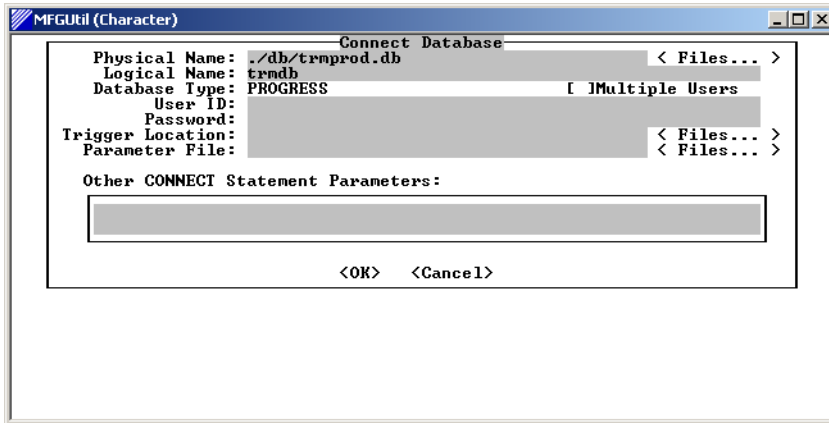 MFGUtil (Character)
Connect Database
Physical Name: ./db/trmprod.db < Files... >
Logical Name: trmdb
Database Type: PROGRESS [ ]Multiple Users
User ID:
Password:
Trigger Location: < Files... >
Parameter File: < Files... >
Other CONNECT Statement Parameters:
<OK> <Cancel>